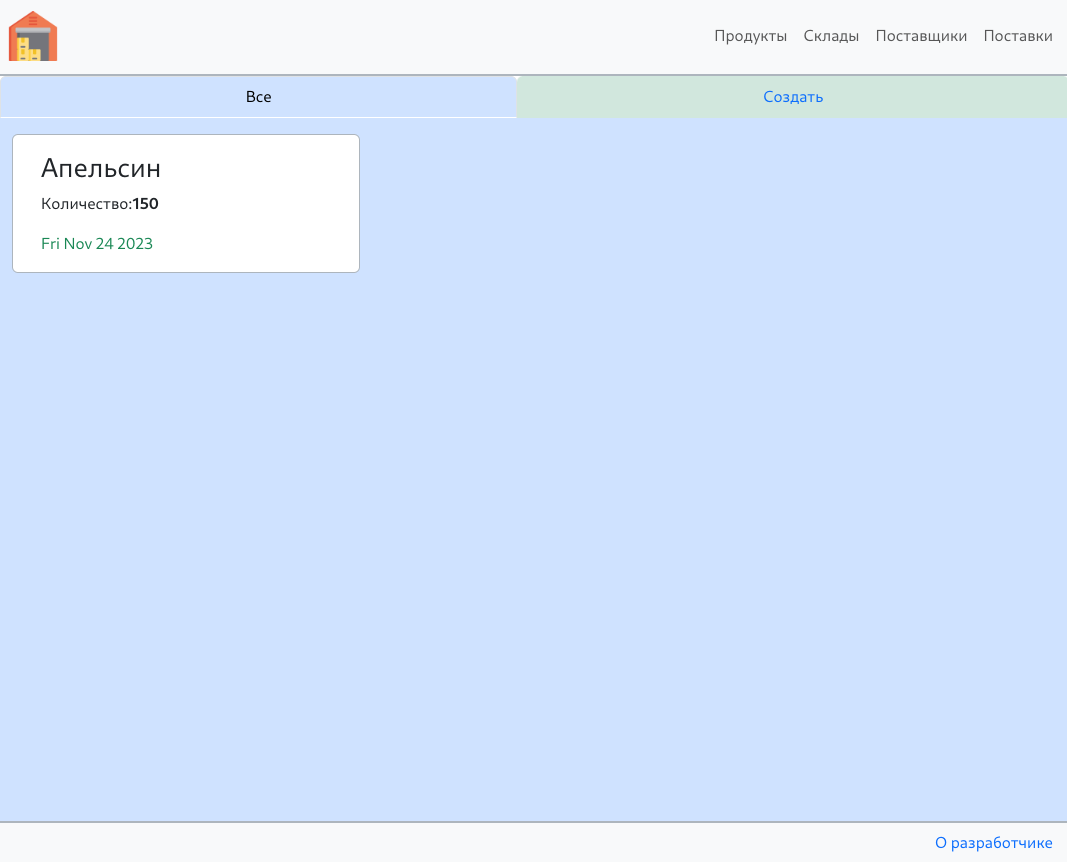 Продукты Склады Поставщики Поставки
Все Создать
Апельсин
Количество:150
Fri Nov 24 2023
О разработчике